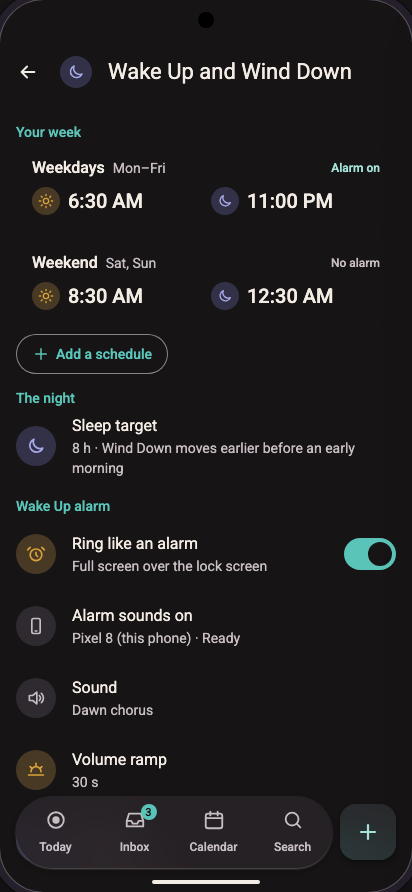 Wake Up and Wind Down
Your week
Weekdays Mon–Fri Alarm on
6:30 AM 11:00 PM
Weekend Sat, Sun No alarm
8:30 AM 12:30 AM
+ Add a schedule
The night
Sleep target
8 h · Wind Down moves earlier before an early
morning
Wake Up alarm
Ring like an alarm
Full screen over the lock screen
Alarm sounds on
Pixel 8 (this phone) · Ready
Sound
Dawn chorus
Volume ramp
30 s
3
Today Inbox Calendar Search